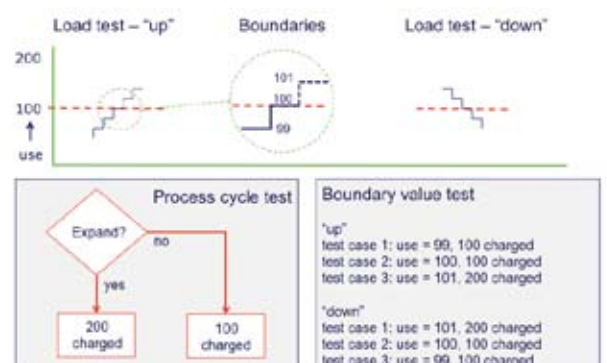 Load test – “up”
Boundaries
Load test – “down”
200
100
use
101
100
99
Process cycle test
Expand?
no
yes
200
charged
100
charged
Boundary value test
“up”
test case 1: use = 99, 100 charged
test case 2: use = 100, 100 charged
test case 3: use = 101, 200 charged
“down”
test case 1: use = 101, 200 charged
test case 2: use = 100, 100 charged
test case 3: use = 99, 100 charged